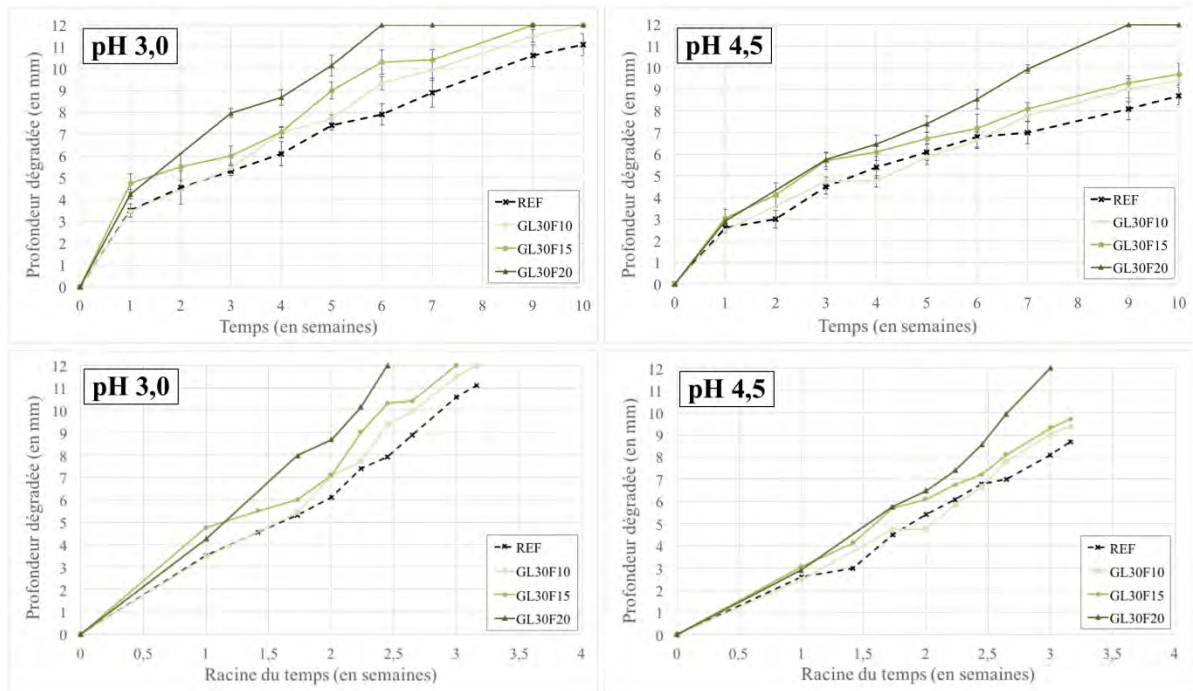 pH 3,0
Profondeur dégradée (en mm)
12
11
10
9
8
7
6
5
4
3
2
1
0
0 1 2 3 4 5 6 7 8 9 10
Temps (en semaines)
REF
GL30F10
GL30F15
GL30F20
pH 4,5
Profondeur dégradée (en mm)
12
11
10
9
8
7
6
5
4
3
2
1
0
0 1 2 3 4 5 6 7 8 9 10
Temps (en semaines)
REF
GL30F10
GL30F15
GL30F20
pH 3,0
Profondeur dégradée (en mm)
12
11
10
9
8
7
6
5
4
3
2
1
0
0 0,5 1 1,5 2 2,5 3 3,5 4
Racine du temps (en semaines)
REF
GL30F10
GL30F15
GL30F20
pH 4,5
Profondeur dégradée (en mm)
12
11
10
9
8
7
6
5
4
3
2
1
0
0 0,5 1 1,5 2 2,5 3 3,5 4
Racine du temps (en semaines)
REF
GL30F10
GL30F15
GL30F20